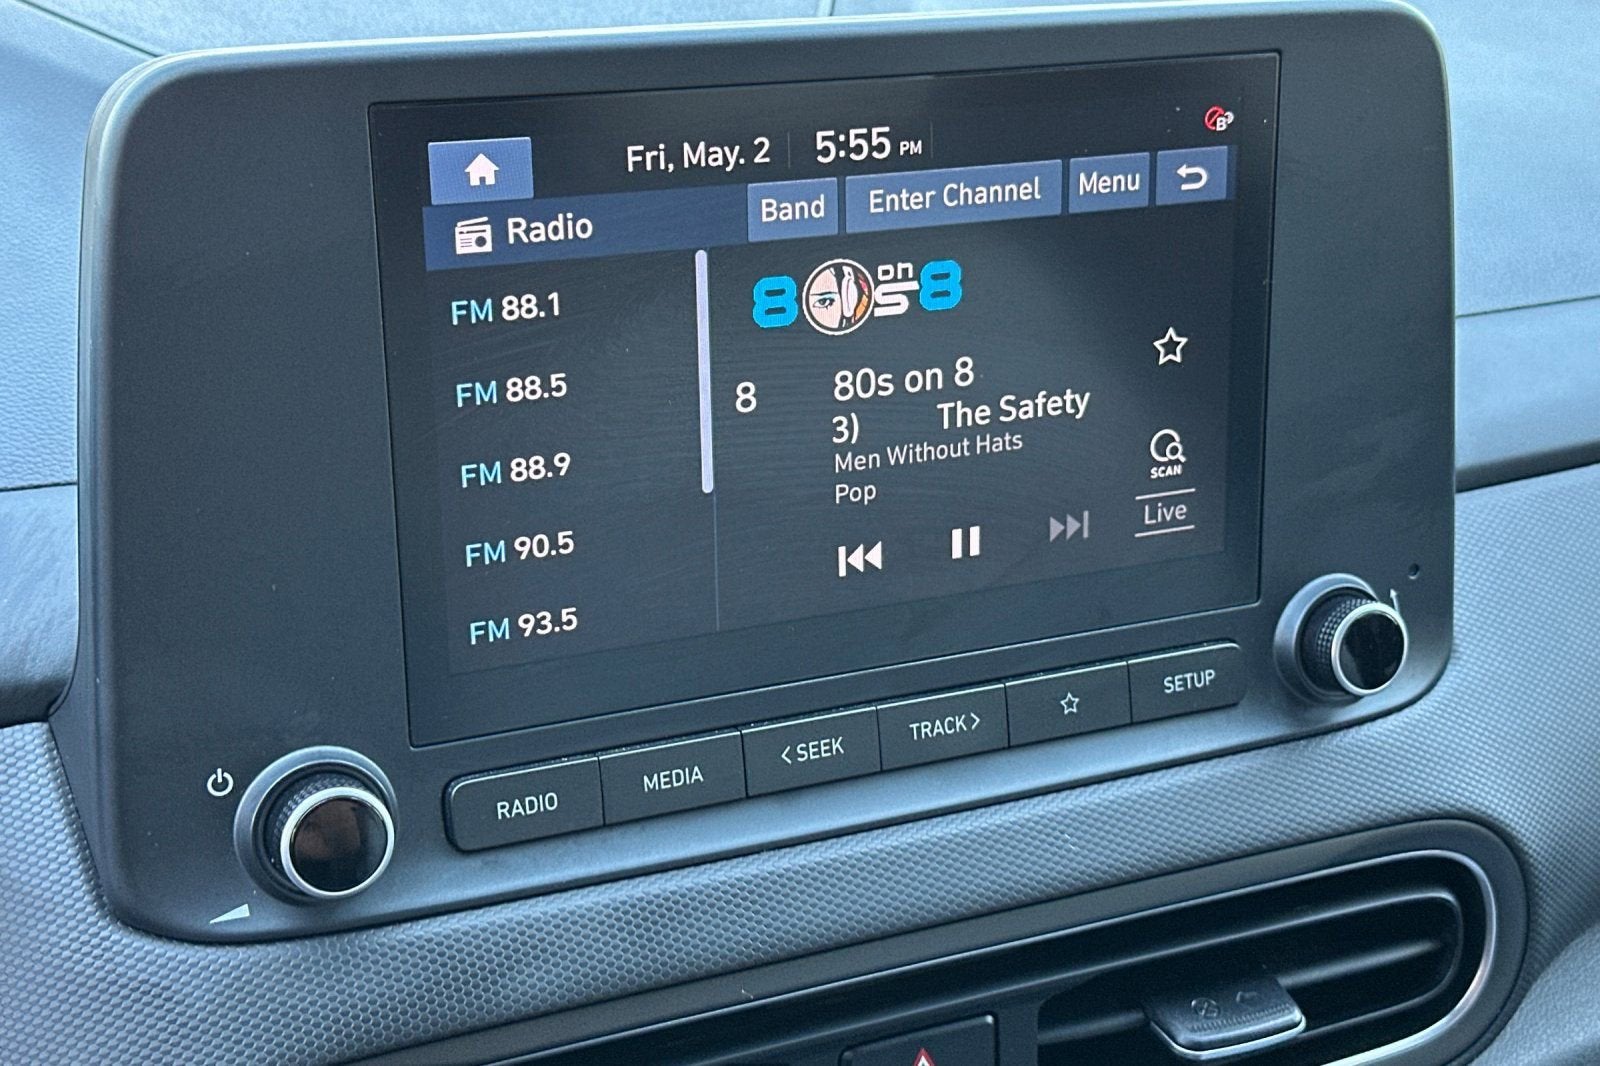 Fri, May. 2 5:55 PM
B
Radio Band Enter Channel Menu
FM 88.1
FM 88.5
FM 88.9
FM 90.5
FM 93.5
8 on s 8
8 80s on 8
3) The Safety
Men Without Hats
Pop
SCAN
Live
RADIO MEDIA < SEEK TRACK > SETUP